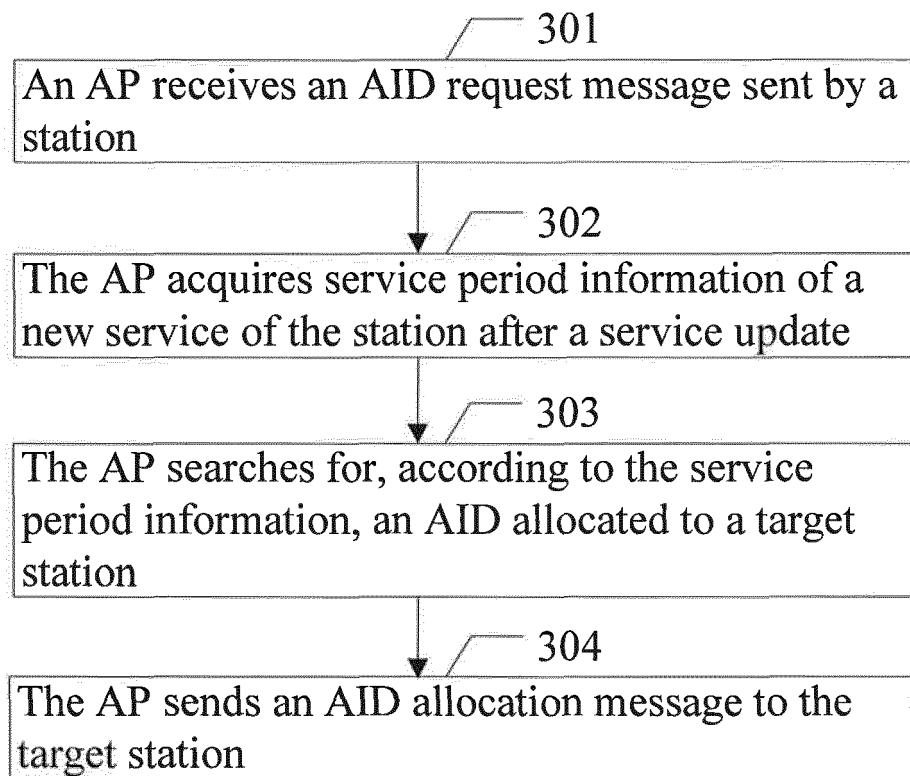 301
An AP receives an AID request message sent by a
station
302
The AP acquires service period information of a
new service of the station after a service update
303
The AP searches for, according to the service
period information, an AID allocated to a target
station
304
The AP sends an AID allocation message to the
target station